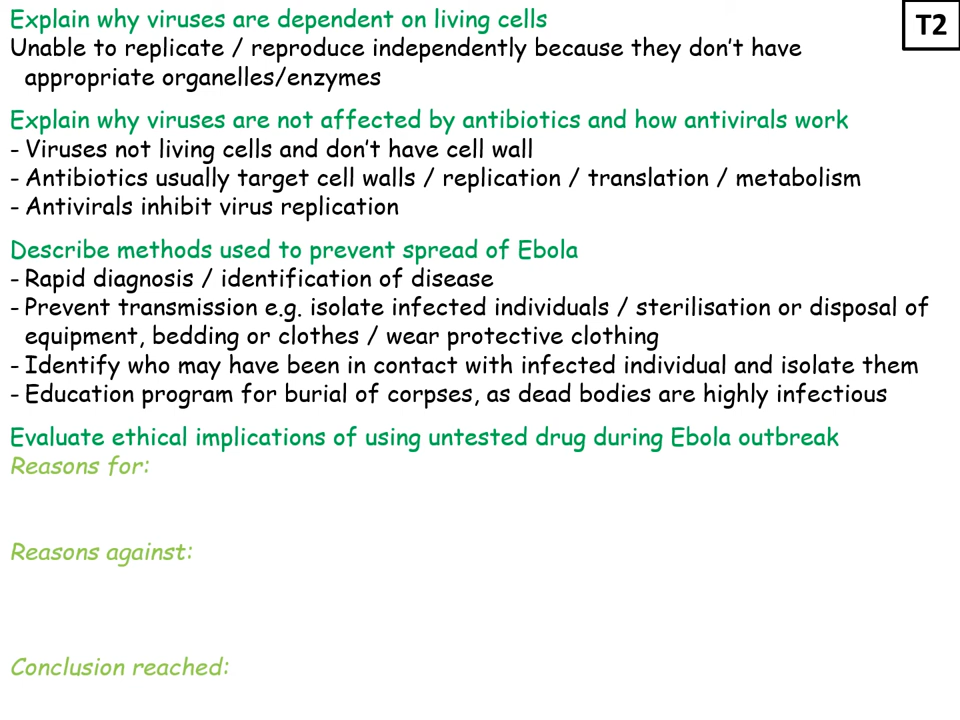 Explain why viruses are dependent on living cells
T2
Unable to replicate / reproduce independently because they don't have
appropriate organelles/enzymes
Explain why viruses are not affected by antibiotics and how antivirals work
- Viruses not living cells and don't have cell wall
- Antibiotics usually target cell walls / replication / translation / metabolism
- Antivirals inhibit virus replication
Describe methods used to prevent spread of Ebola
- Rapid diagnosis / identification of disease
- Prevent transmission e.g. isolate infected individuals / sterilisation or disposal of
equipment, bedding or clothes / wear protective clothing
- Identify who may have been in contact with infected individual and isolate them
- Education program for burial of corpses, as dead bodies are highly infectious
Evaluate ethical implications of using untested drug during Ebola outbreak
Reasons for:
Reasons against:
Conclusion reached: